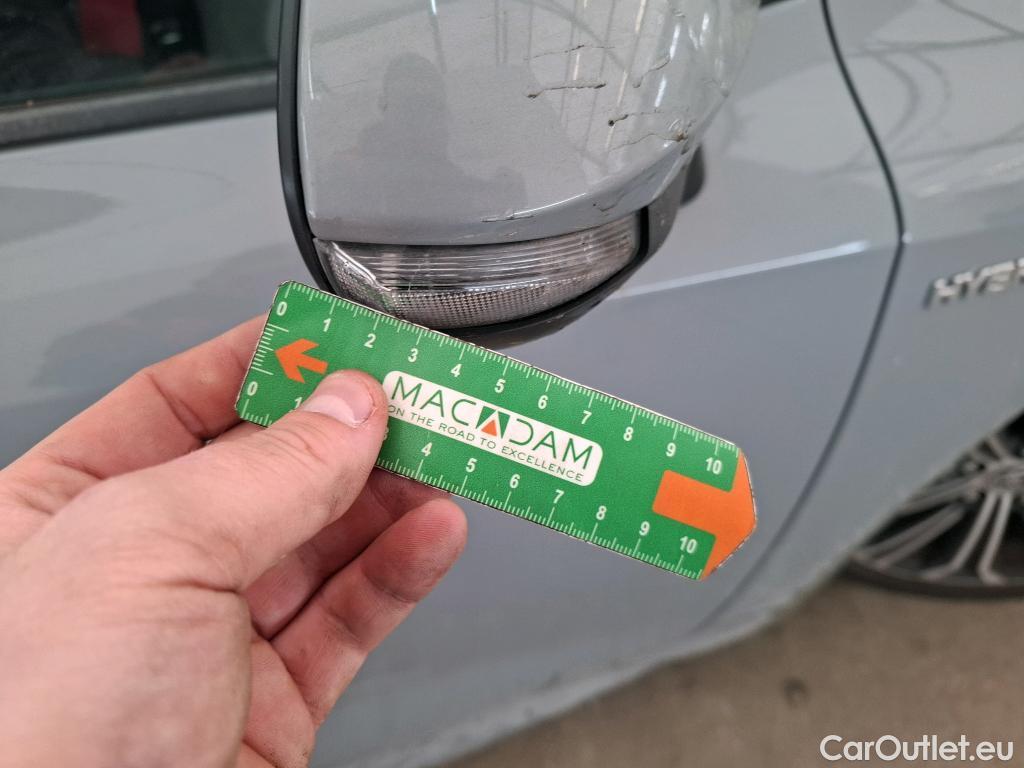 HYB
0 1 2 3 4 5 6 7 8 9 10
MACADAM
ON THE ROAD TO EXCELLENCE
0 1 3 4 5 6 7 8 9 10
CarOutlet.eu